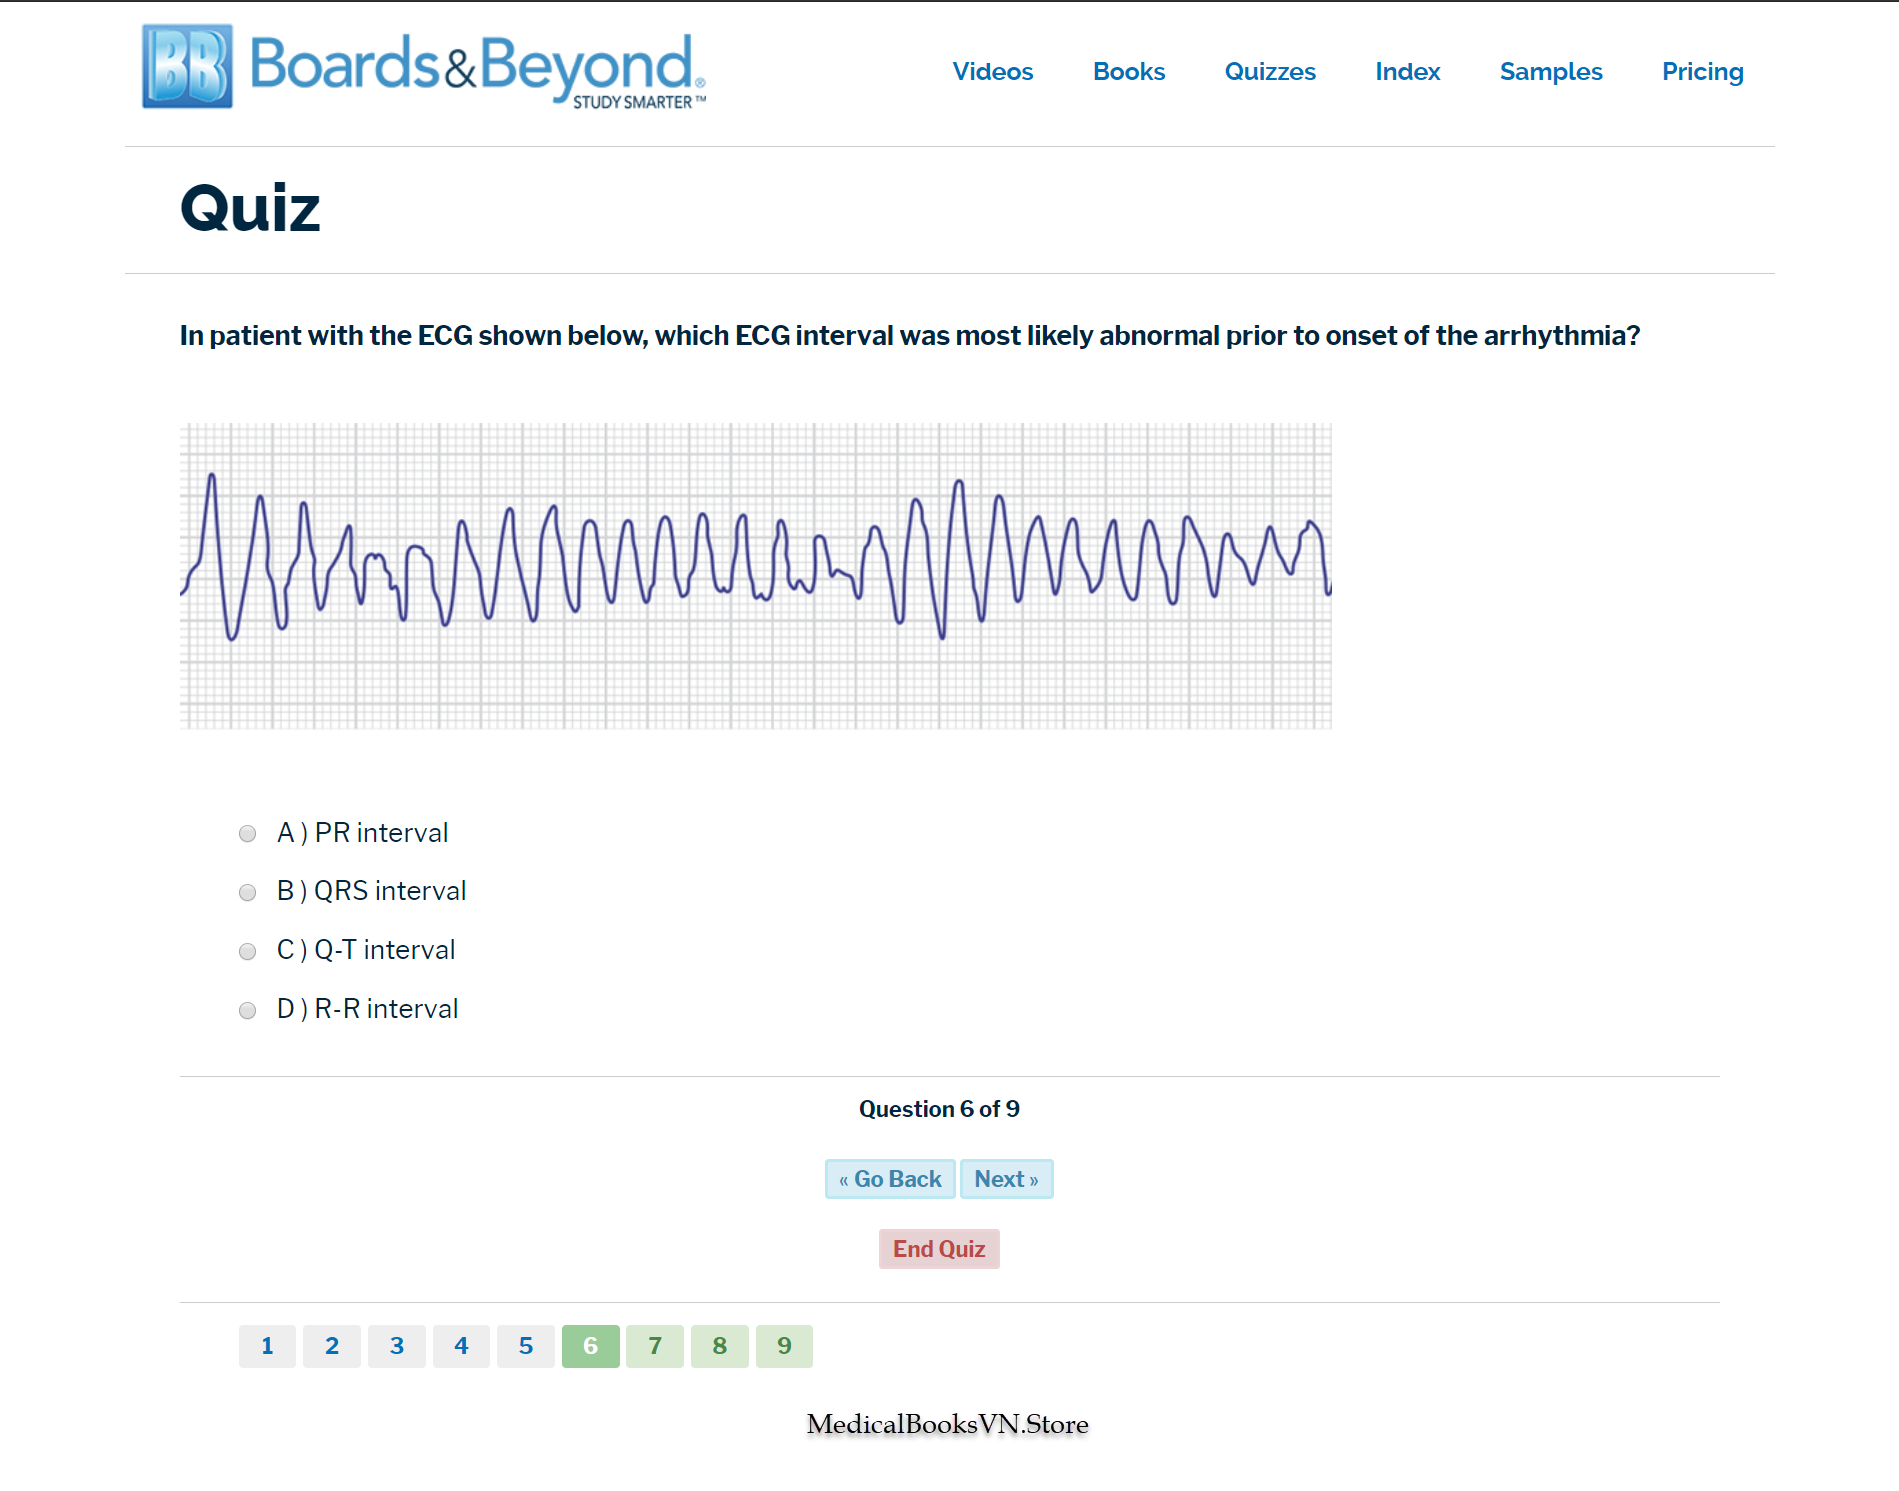 BB Boards&Beyond®
STUDY SMARTER™
Videos Books Quizzes Index Samples Pricing
Quiz
In patient with the ECG shown below, which ECG interval was most likely abnormal prior to onset of the arrhythmia?
A ) PR interval
B ) QRS interval
C ) Q-T interval
D ) R-R interval
Question 6 of 9
« Go Back Next »
End Quiz
1 2 3 4 5 6 7 8 9
MedicalBooksVN.Store